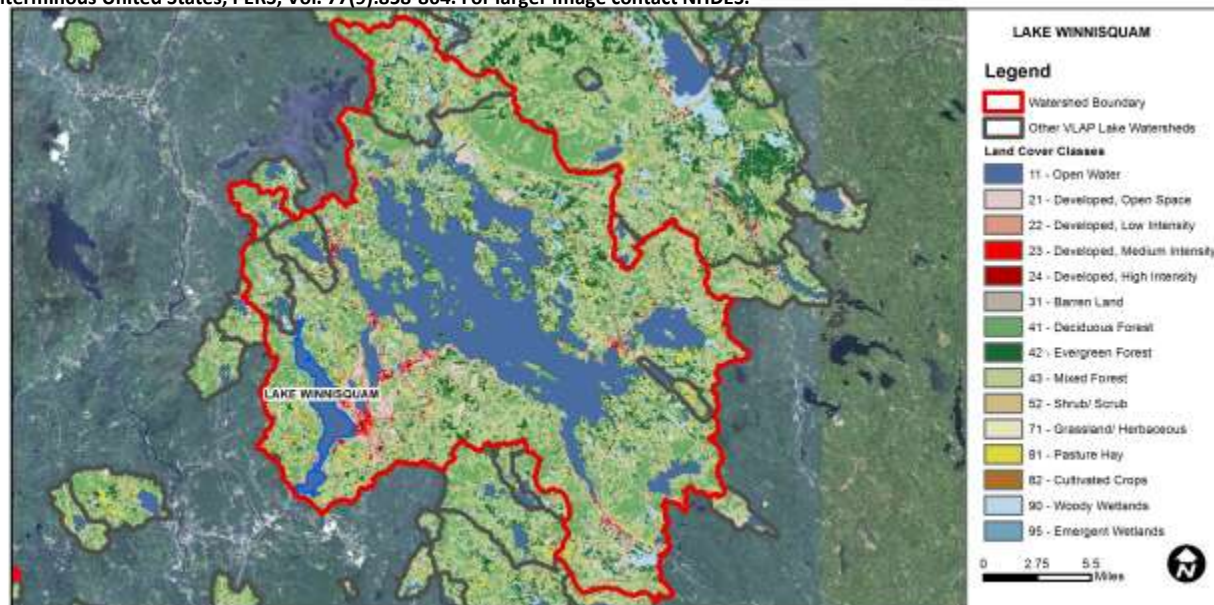 terminous United States, PERS, Vol. 77(9):858-864. For larger image contact NHDES.
LAKE WINNISQUAM
Legend
Watershed Boundary
Other VLAP Lake Watersheds
Land Cover Classes
11 - Open Water
21 - Developed, Open Space
22 - Developed, Low Intensity
23 - Developed, Medium Intensity
24 - Developed, High Intensity
31 - Barren Land
41 - Deciduous Forest
42 - Evergreen Forest
43 - Mixed Forest
52 - Shrub/ Scrub
71 - Grassland/ Herbaceous
81 - Pasture Hay
82 - Cultivated Crops
90 - Woody Wetlands
95 - Emergent Wetlands
0 2.75 5.5
Miles
N
LAKE WINNISQUAM